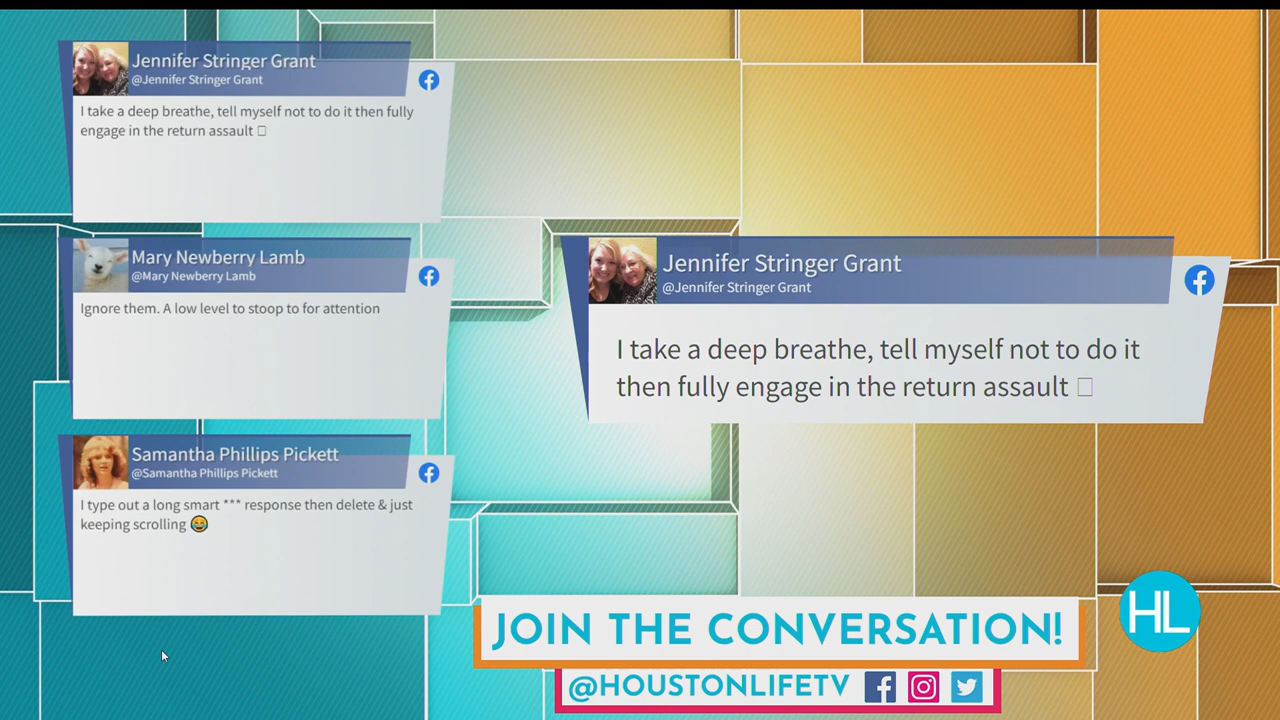 Jennifer Stringer Grant
@Jennifer Stringer Grant
I take a deep breathe, tell myself not to do it then fully
engage in the return assault □
Mary Newberry Lamb
@Mary Newberry Lamb
Ignore them. A low level to stoop to for attention
Samantha Phillips Pickett
@Samantha Phillips Pickett
I type out a long smart *** response then delete & just
keeping scrolling 😂
Jennifer Stringer Grant
@Jennifer Stringer Grant
I take a deep breathe, tell myself not to do it
then fully engage in the return assault □
HL
JOIN THE CONVERSATION!
@HOUSTONLIFETV